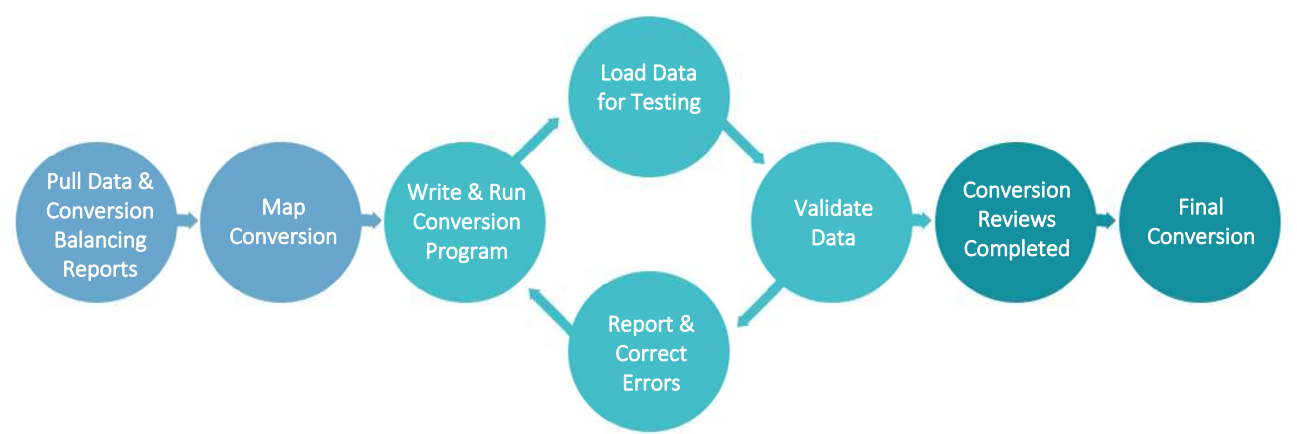 Pull Data &
Conversion
Balancing
Reports
Map
Conversion
Write & Run
Conversion
Program
Load Data
for Testing
Validate
Data
Report &
Correct
Errors
Conversion
Reviews
Completed
Final
Conversion